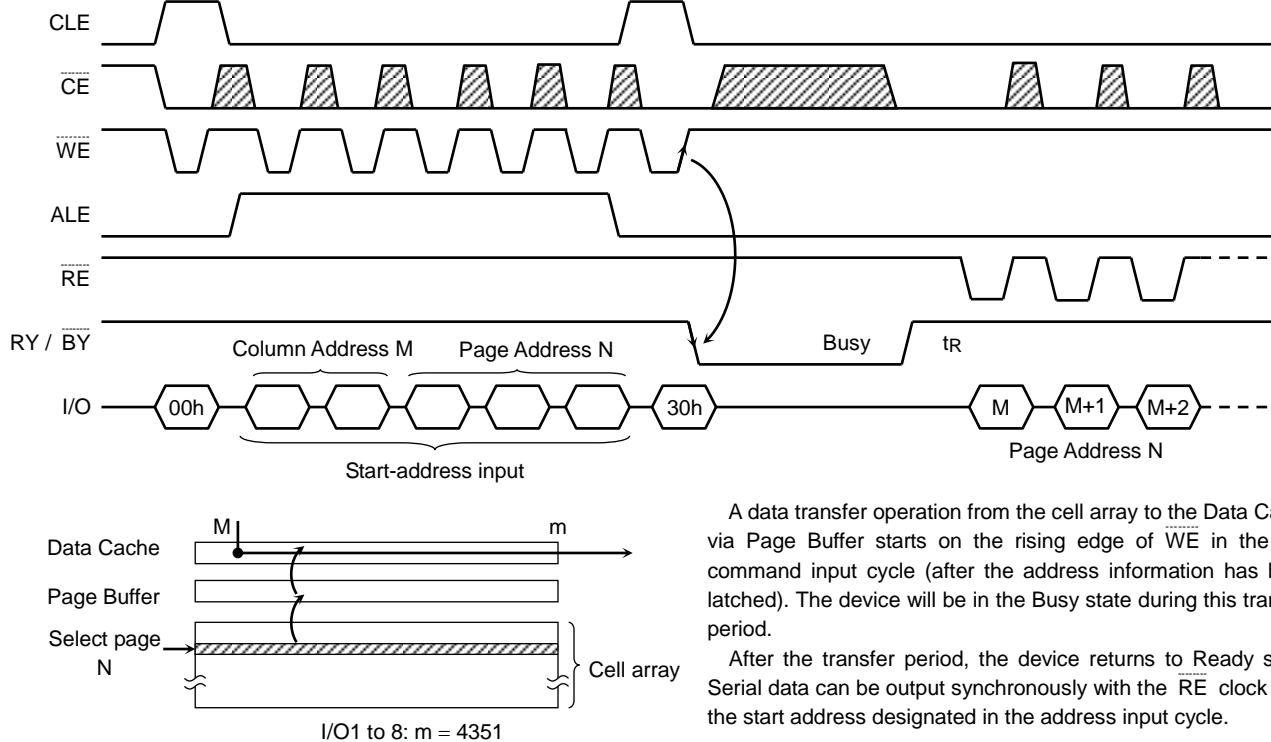 CLE
CE
WE
ALE
RE
RY / BY
Busy
tR
Column Address M
Page Address N
I/O
00h
30h
M
M+1
M+2
Start-address input
Page Address N
M
m
Data Cache
Page Buffer
Select page
N
Cell array
I/O1 to 8: m = 4351
A data transfer operation from the cell array to the Data
via Page Buffer starts on the rising edge of WE in the
command input cycle (after the address information has
latched). The device will be in the Busy state during this
period.
After the transfer period, the device returns to Ready
Serial data can be output synchronously with the RE clock
the start address designated in the address input cycle.